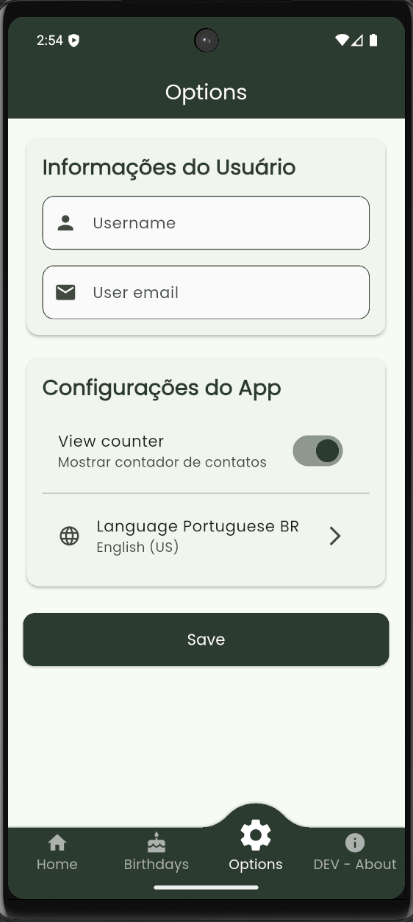 2:54
Options
Informações do Usuário
Username
User email
Configurações do App
View counter
Mostrar contador de contatos
Language Portuguese BR
English (US)
Save
Home
Birthdays
Options
DEV - About